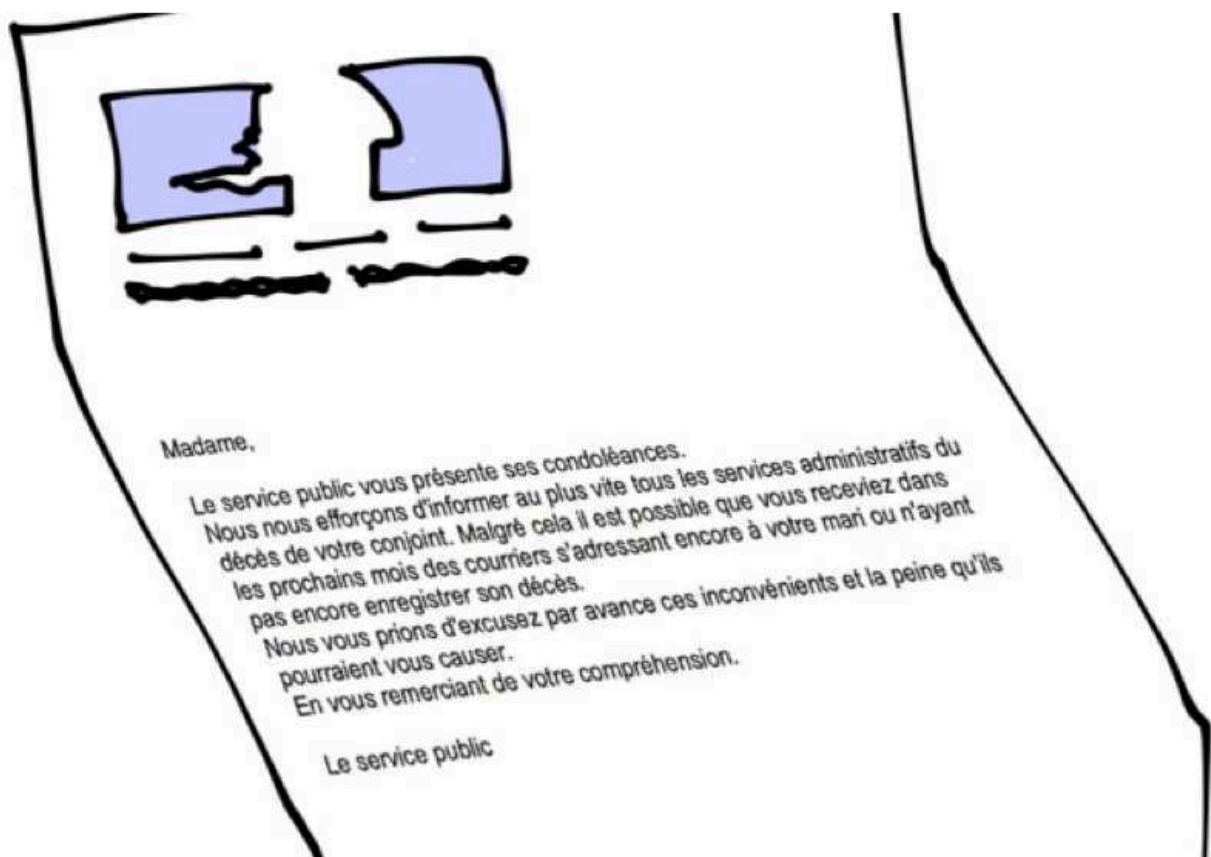 Madame,
Le service public vous présente ses condoléances.
Nous nous efforçons d'informer au plus vite tous les services administratifs du
décès de votre conjoint. Malgré cela il est possible que vous receviez dans
les prochains mois des courriers s'adressant encore à votre mari ou n'ayant
pas encore enregistrer son décès.
Nous vous prions d'excusez par avance ces inconvénients et la peine qu'ils
pourraient vous causer.
En vous remerciant de votre compréhension.
Le service public